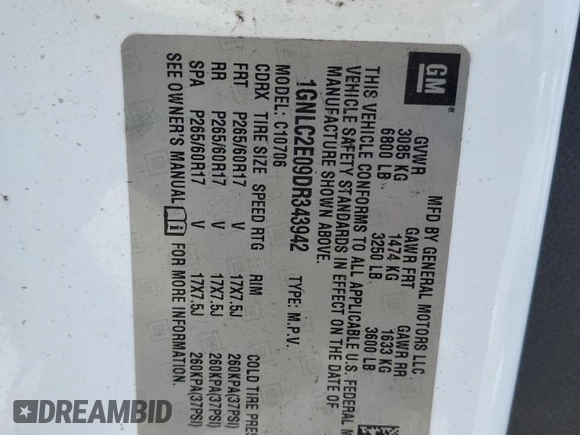 GM
MFD BY GENERAL MOTORS LLC
GVWR GAWR FRT GAWR RR
3085 KG 1474 KG 1633 KG
6800 LB 3250 LB 3600 LB
THIS VEHICLE CONFORMS TO ALL APPLICABLE U.S. FEDERAL
VEHICLE SAFETY STANDARDS IN EFFECT ON THE DATE OF
MANUFACTURE SHOWN ABOVE.
1GNLC2E09DR343942 TYPE: M.P.V.
MODEL: C10706
CDRX TIRE SIZE SPEED RTG RIM COLD TIRE PRES
FRT P265/60R17 V 17X7.5J 260KPA(37PSI)
RR P265/60R17 V 17X7.5J 260KPA(37PSI)
SPA P265/60R17 V 17X7.5J 260KPA(37PSI)
SEE OWNER'S MANUAL FOR MORE INFORMATION.
DREAMBID